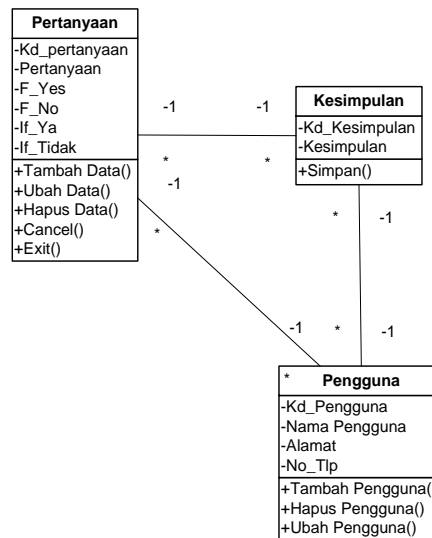 Pertanyaan
-Kd_pertanyaan
-Pertanyaan
-F_Yes
-F_No
-If_Ya
-If_Tidak
+Tambah Data()
+Ubah Data()
+Hapus Data()
+Cancel()
+Exit()
-1
-1
*
*
-1
*
Kesimpulan
-Kd_Kesimpulan
-Kesimpulan
+Simpan()
*
-1
-1
*
-1
*
Pengguna
-Kd_Pengguna
-Nama Pengguna
-Alamat
-No_Tlp
+Tambah Pengguna(
+Hapus Pengguna()
+Ubah Pengguna()